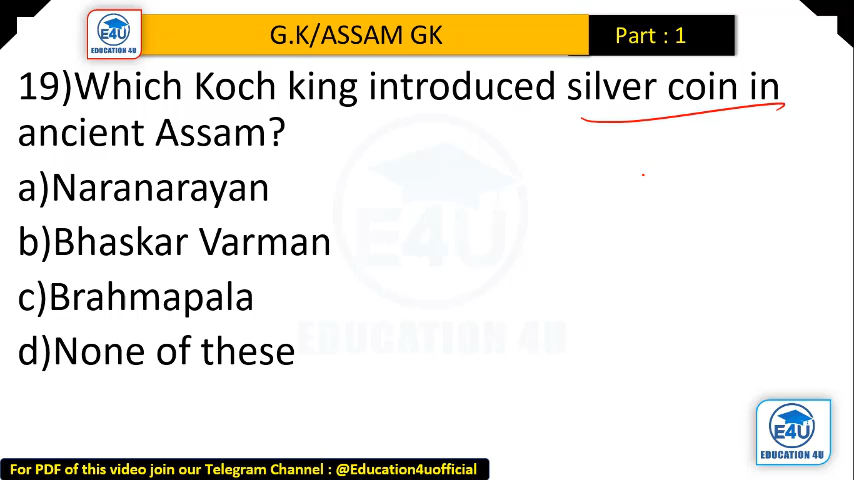 E4U
EDUCATION 4U
G.K/ASSAM GK
Part : 1
19)Which Koch king introduced silver coin in
ancient Assam?
a)Naranarayan
b)Bhaskar Varman
c)Brahmapala
d)None of these
E4U
EDUCATION 4U
E4U
EDUCATION 4U
For PDF of this video join our Telegram Channel : @Education4uofficial